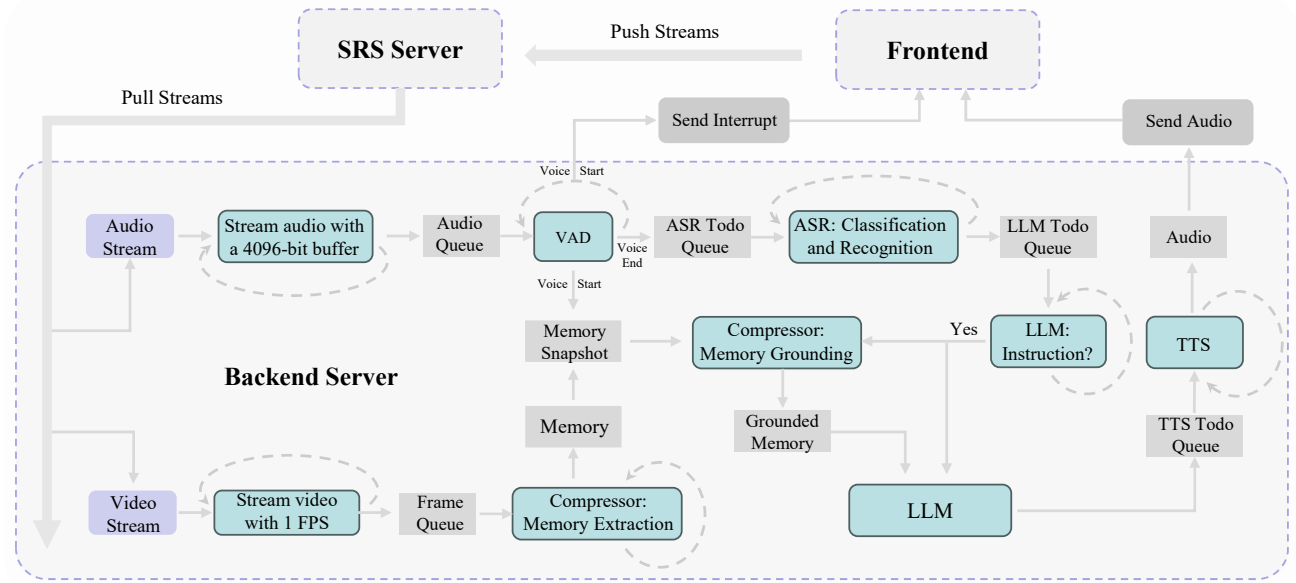 Push Streams
SRS Server
Frontend
Pull Streams
Send Interrupt
Send Audio
Voice Start
Audio
Stream
Stream audio with
a 4096-bit buffer
Audio
Queue
VAD
Voice
End
ASR Todo
Queue
ASR: Classification
and Recognition
LLM Todo
Queue
Audio
Voice Start
Memory
Snapshot
Compressor:
Memory Grounding
Yes
LLM:
Instruction?
TTS
Backend Server
Memory
Grounded
Memory
TTS Todo
Queue
Video
Stream
Stream video
with 1 FPS
Frame
Queue
Compressor:
Memory Extraction
LLM